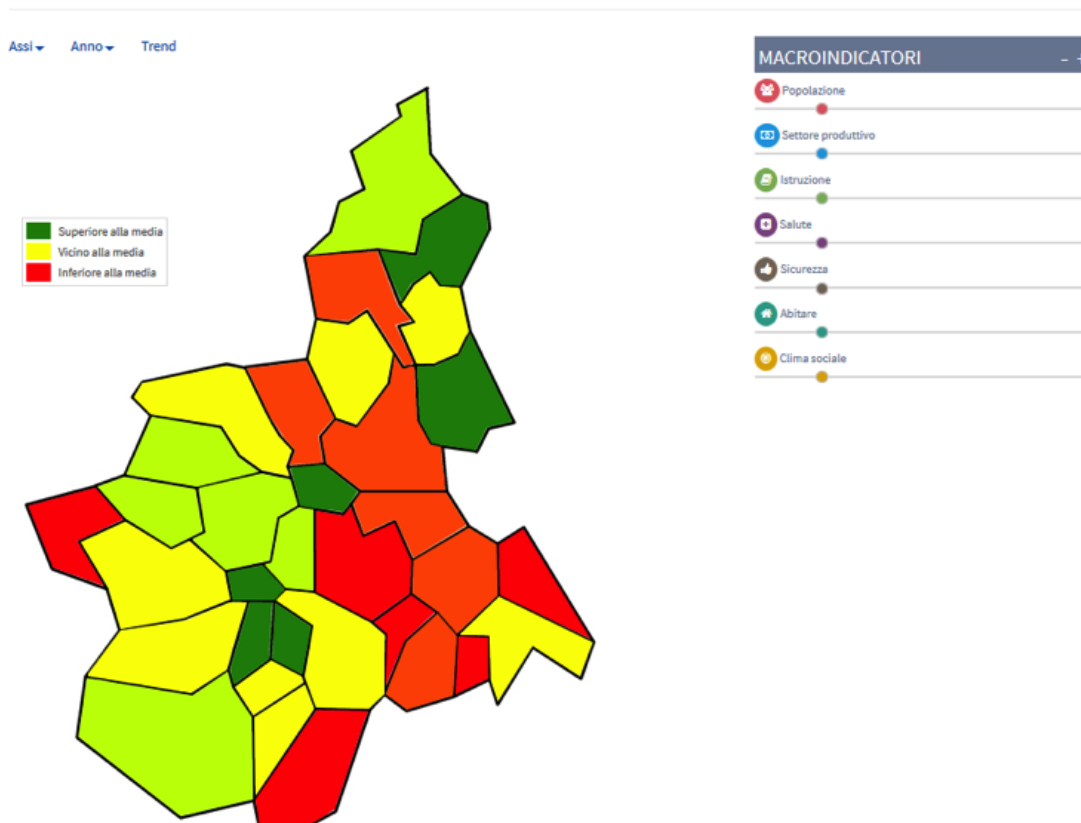 Assi Anno Trend
MACROINDICATORI - +
Popolazione
Settore produttivo
Istruzione
Salute
Sicurezza
Abitare
Clima sociale
Superiore alla media
Vicino alla media
Inferiore alla media